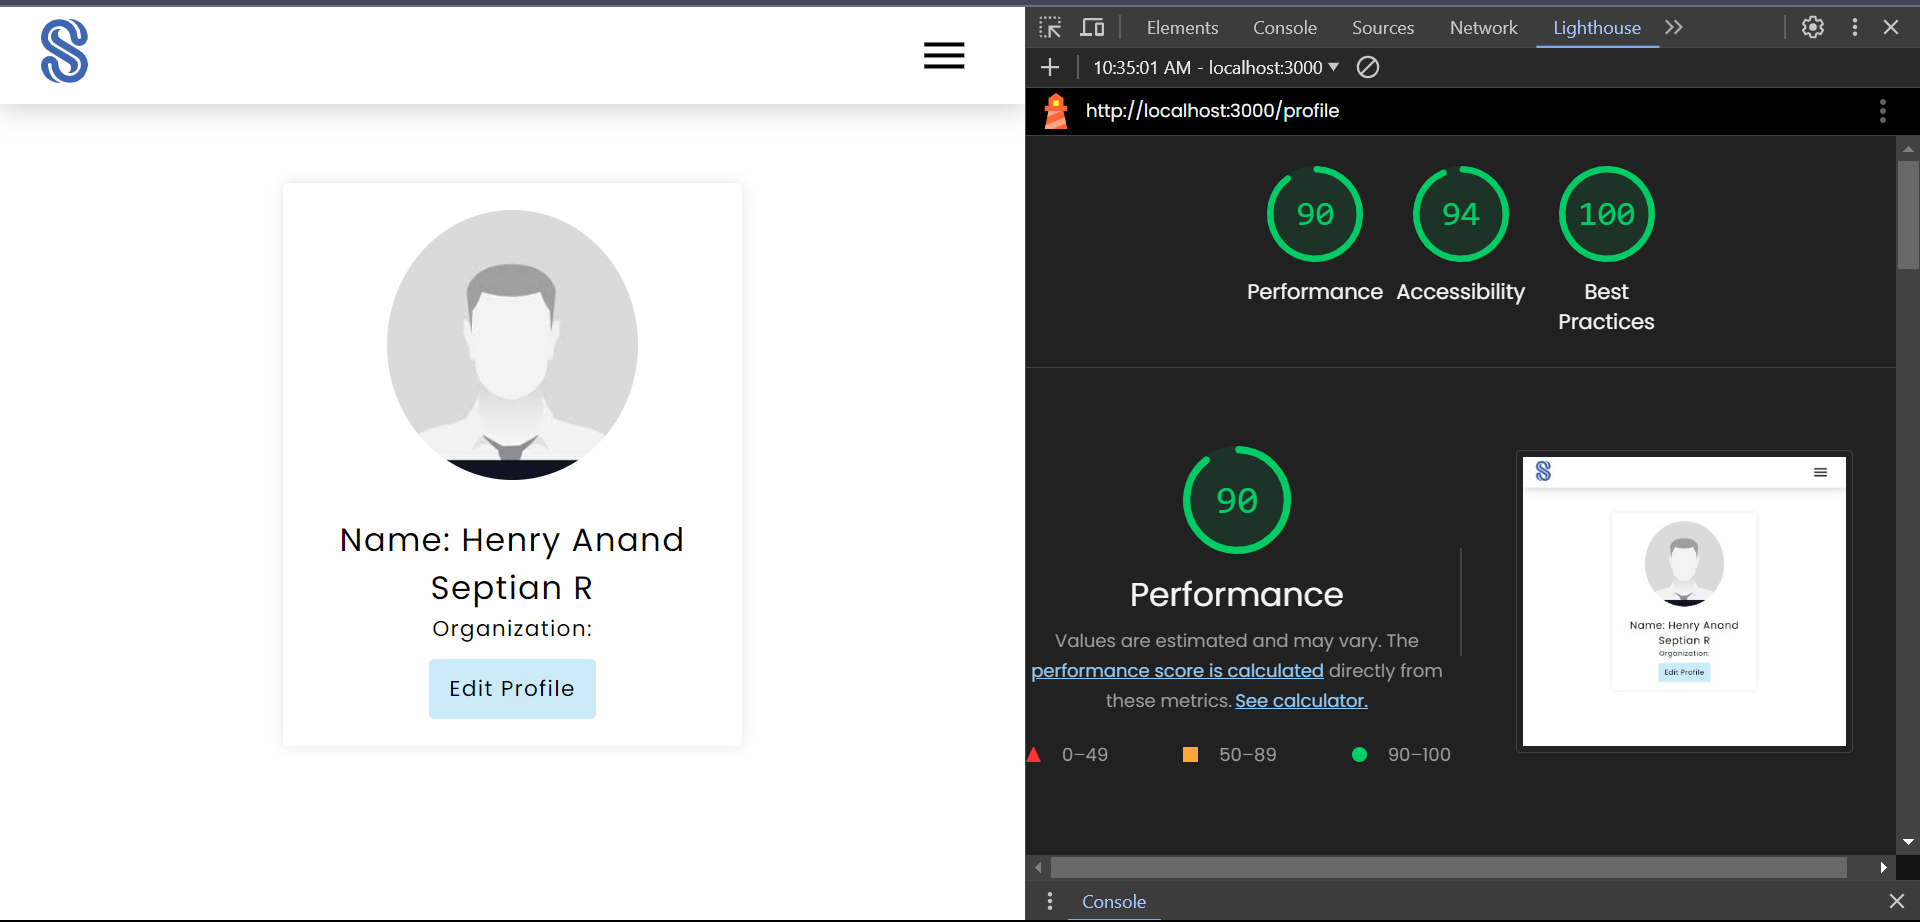 Name: Henry Anand
Septian R
Organization:
Edit Profile
Elements Console Sources Network Lighthouse
10:35:01 AM - localhost:3000
http://localhost:3000/profile
90 94 100
Performance Accessibility Best
Practices
90
Performance
Values are estimated and may vary. The
performance score is calculated directly from
these metrics. See calculator.
0–49 50–89 90–100
Name: Henry Anand
Septian R
Organization:
Edit Profile
Console